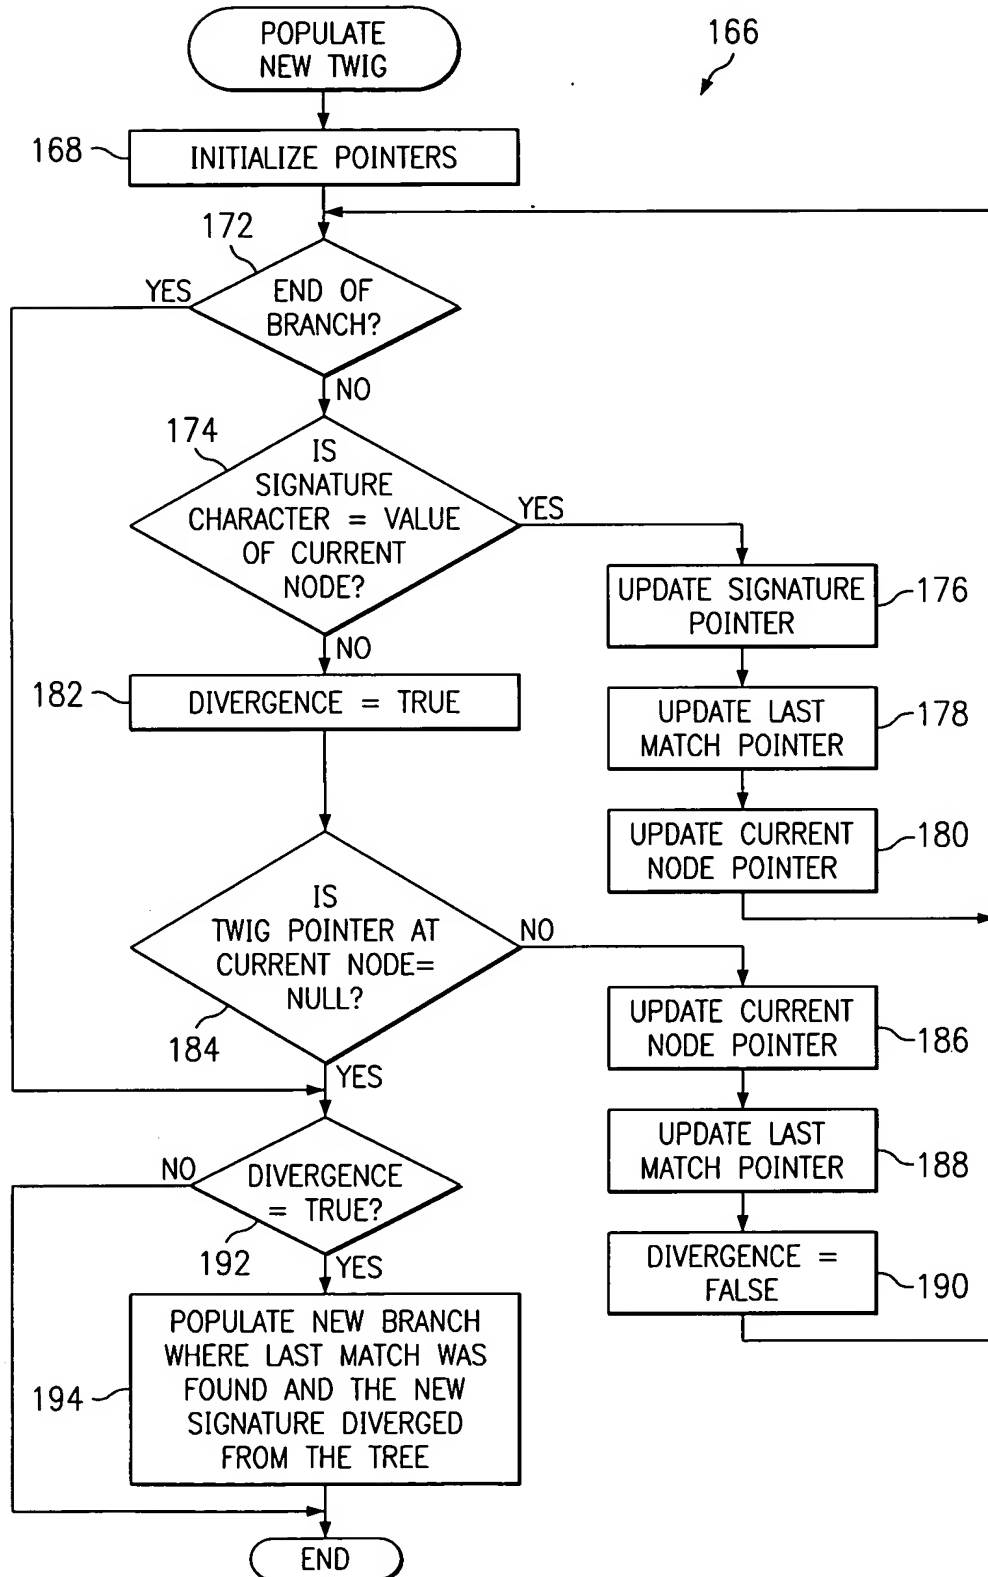 POPULATE
NEW TWIG
166
168
INITIALIZE POINTERS
172
YES
END OF
BRANCH?
NO
174
IS
SIGNATURE
CHARACTER = VALUE
OF CURRENT
NODE?
YES
UPDATE SIGNATURE
POINTER
176
NO
182
DIVERGENCE = TRUE
UPDATE LAST
MATCH POINTER
178
UPDATE CURRENT
NODE POINTER
180
IS
TWIG POINTER AT
CURRENT NODE=
NULL?
NO
184
YES
UPDATE CURRENT
NODE POINTER
186
UPDATE LAST
MATCH POINTER
188
NO
DIVERGENCE
= TRUE?
192
YES
DIVERGENCE =
FALSE
190
POPULATE NEW BRANCH
WHERE LAST MATCH WAS
FOUND AND THE NEW
SIGNATURE DIVERGED
FROM THE TREE
194
END